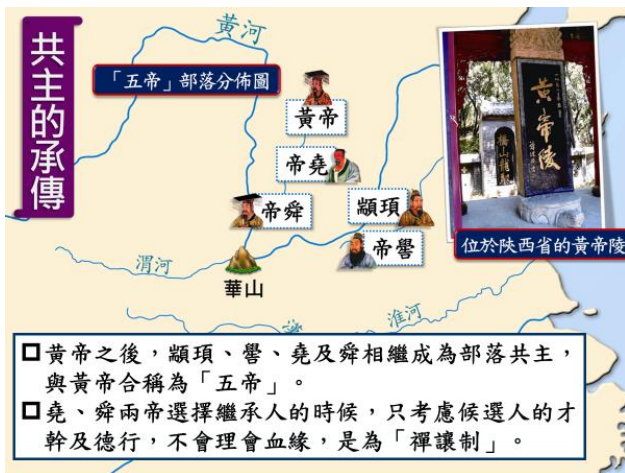 共主的承傳
黃河
「五帝」部落分佈圖
黃帝
帝堯
帝舜
顓頊
帝嚳
渭河
華山
淮河
黃帝陵
位於陝西省的黃帝陵
黃帝之後，顓頊、嚳、堯及舜相繼成為部落共主，
與黃帝合稱為「五帝」。
堯、舜兩帝選擇繼承人的時候，只考慮候選人的才
幹及德行，不會理會血緣，是為「禪讓制」。